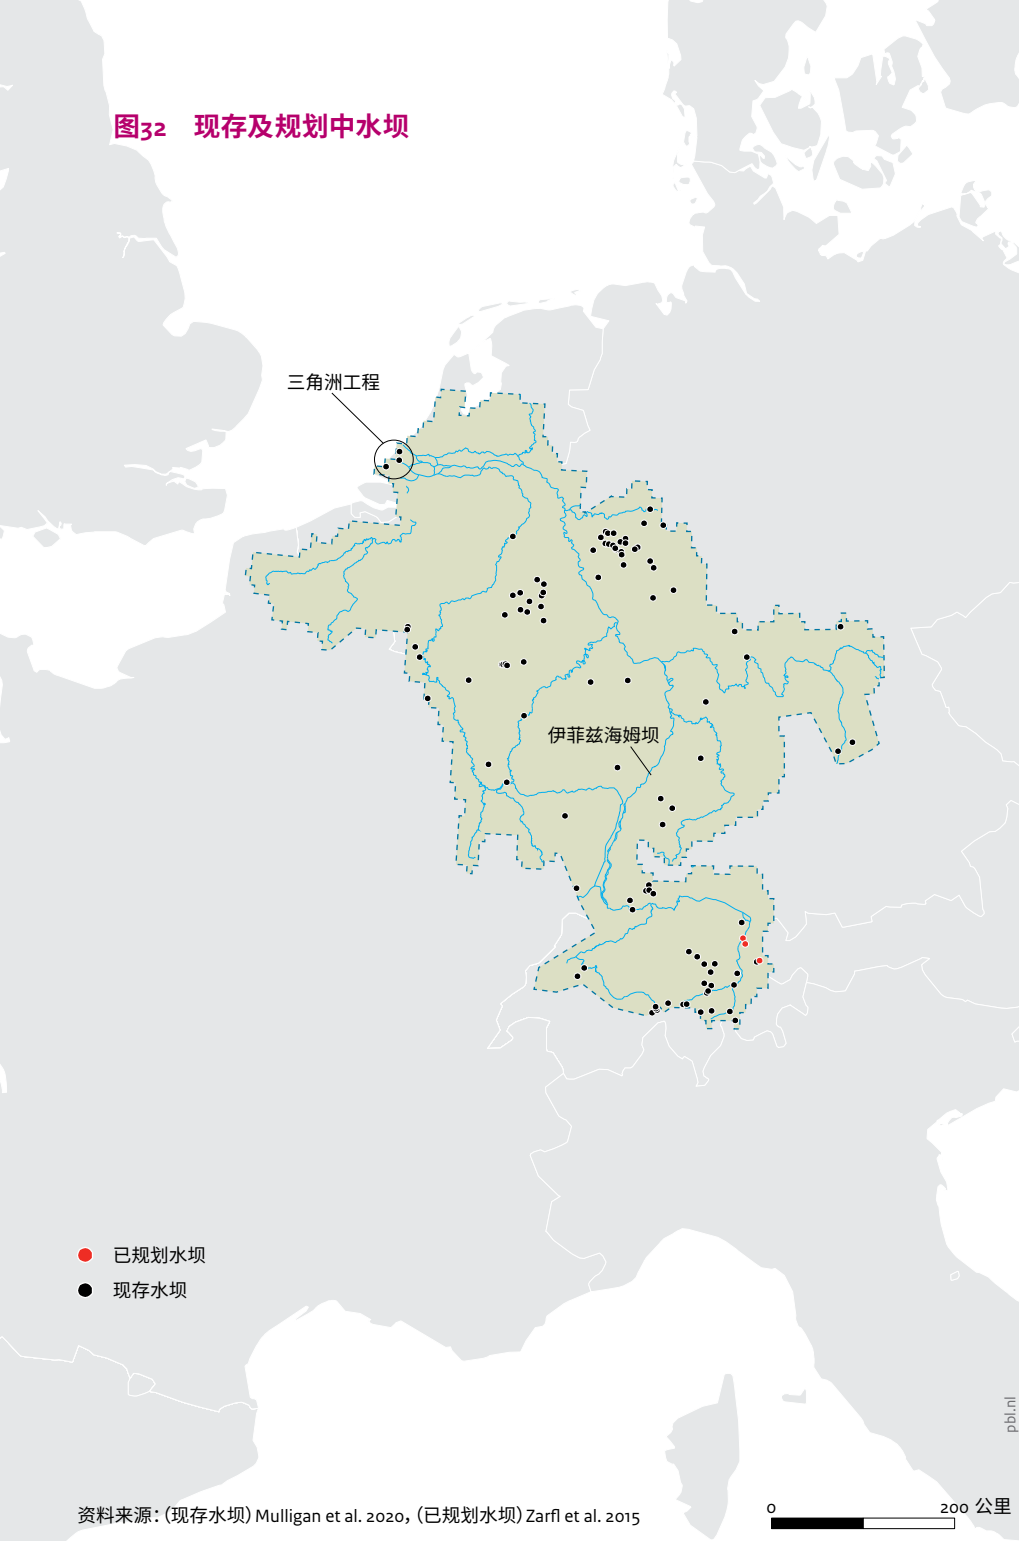 图32 现存及规划中水坝
三角洲工程
伊菲兹海姆坝
已规划水坝
现存水坝
pbl.nl
0 200 公里
资料来源：(现存水坝) Mulligan et al. 2020，(已规划水坝) Zarfl et al. 2015